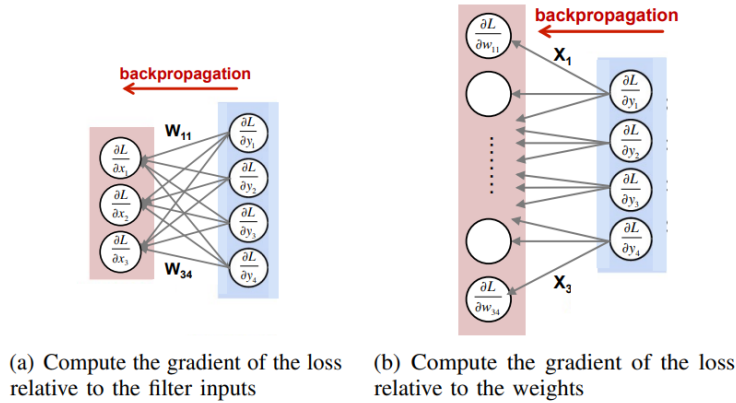 backpropagation
W11
∂L/∂x1
∂L/∂x2
∂L/∂x3
W34
∂L/∂y1
∂L/∂y2
∂L/∂y3
∂L/∂y4
(a) Compute the gradient of the loss
relative to the filter inputs
backpropagation
∂L/∂w11
X1
∂L/∂w34
X3
∂L/∂y1
∂L/∂y2
∂L/∂y3
∂L/∂y4
(b) Compute the gradient of the loss
relative to the weights